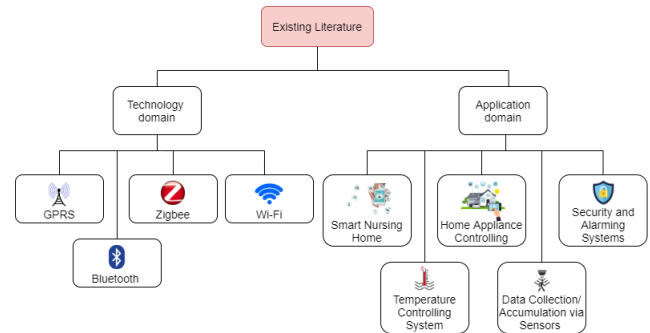 Existing Literature
Technology
domain
Application
domain
GPRS
Zigbee
Wi-Fi
Smart Nursing
Home
Home Appliance
Controlling
Security and
Alarming
Systems
Bluetooth
Temperature
Controlling
System
Data Collection/
Accumulation via
Sensors